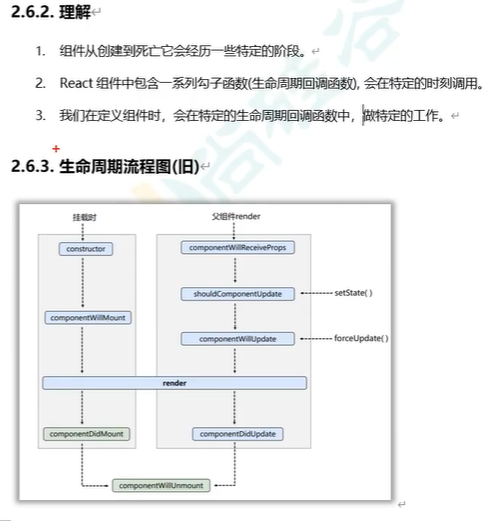 2.6.2. 理解
1. 组件从创建到死亡它会经历一些特定的阶段。
2. React 组件中包含一系列勾子函数(生命周期回调函数), 会在特定的时刻调用。
3. 我们在定义组件时，会在特定的生命周期回调函数中，做特定的工作。
2.6.3. 生命周期流程图(旧)
挂载时
父组件render
constructor
componentWillReceiveProps
shouldComponentUpdate
setState( )
componentWillMount
componentWillUpdate
forceUpdate( )
render
componentDidMount
componentDidUpdate
componentWillUnmount
尚硅谷